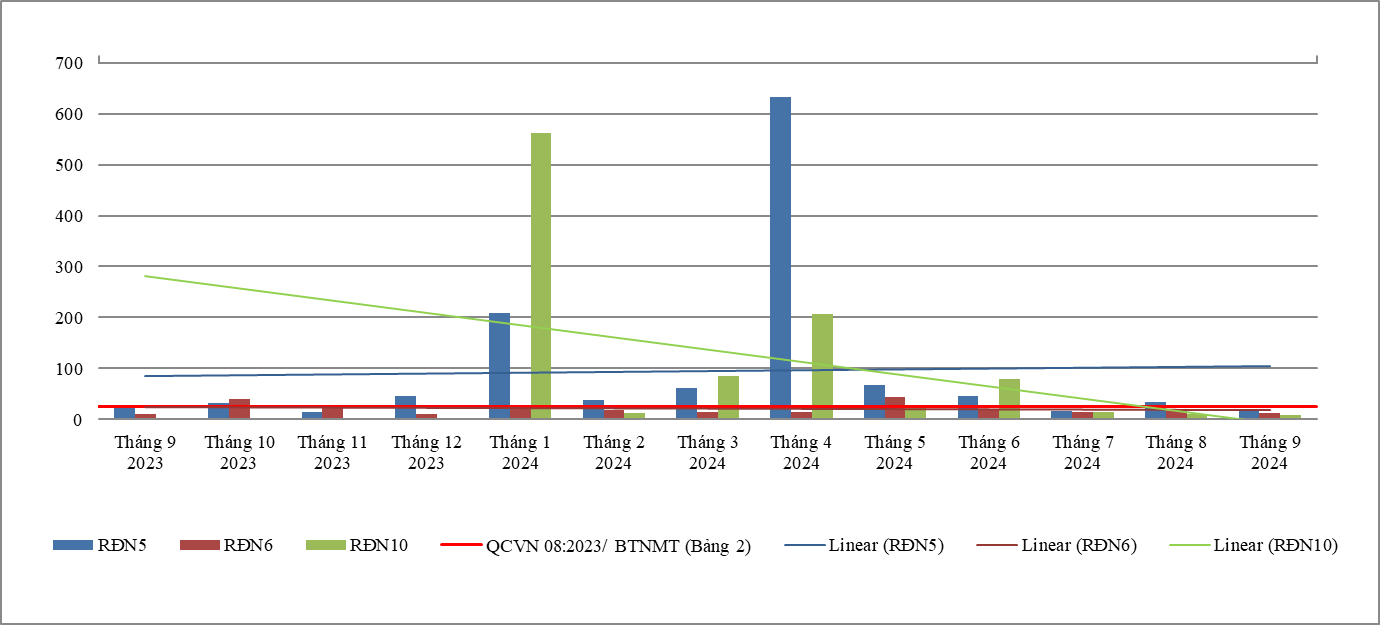 700
600
500
400
300
200
100
0
Tháng 9 Tháng 10 Tháng 11 Tháng 12 Tháng 1 Tháng 2 Tháng 3 Tháng 4 Tháng 5 Tháng 6 Tháng 7 Tháng 8 Tháng 9
2023 2023 2023 2023 2024 2024 2024 2024 2024 2024 2024 2024 2024
RĐN5 RĐN6 RĐN10 QCVN 08:2023/ BTNMT (Bảng 2) Linear (RĐN5) Linear (RĐN6) Linear (RĐN10)